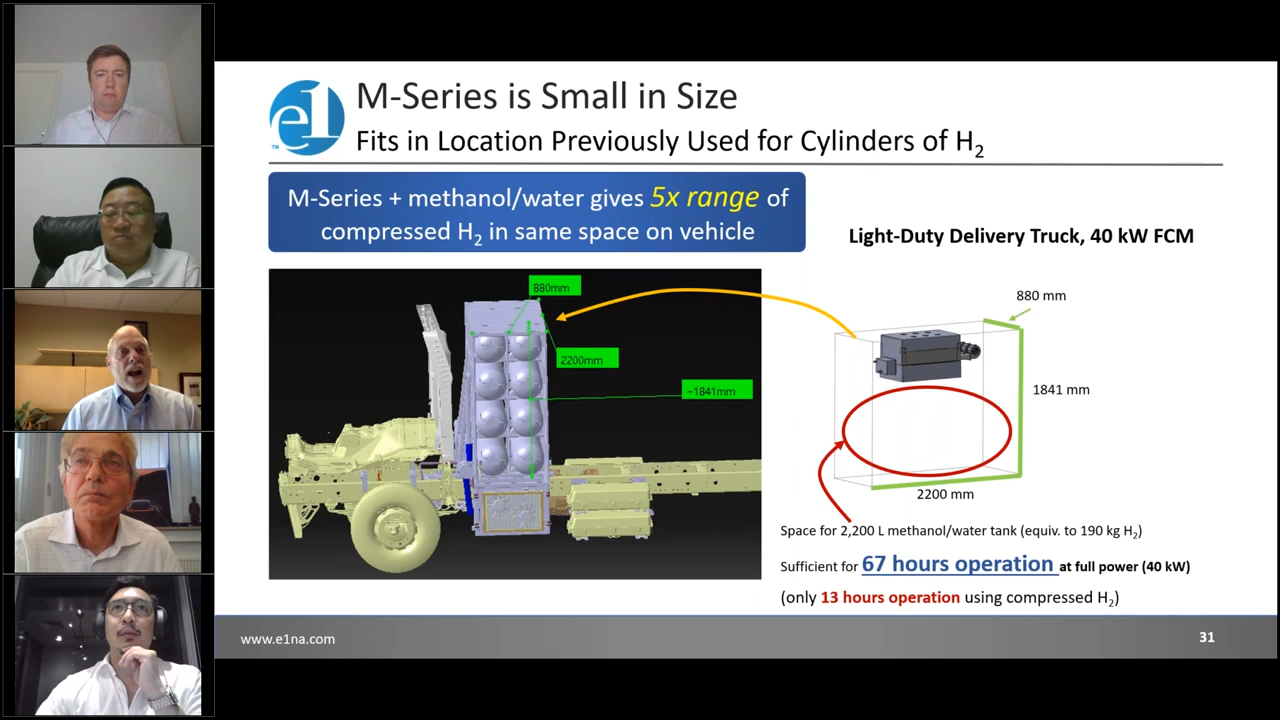 e1
TM
M-Series is Small in Size
Fits in Location Previously Used for Cylinders of H2
M-Series + methanol/water gives 5x range of
compressed H2 in same space on vehicle
Light-Duty Delivery Truck, 40 kW FCM
880mm
2200mm
~1841mm
880 mm
1841 mm
2200 mm
Space for 2,200 L methanol/water tank (equiv. to 190 kg H2)
Sufficient for 67 hours operation at full power (40 kW)
(only 13 hours operation using compressed H2)
www.e1na.com
31